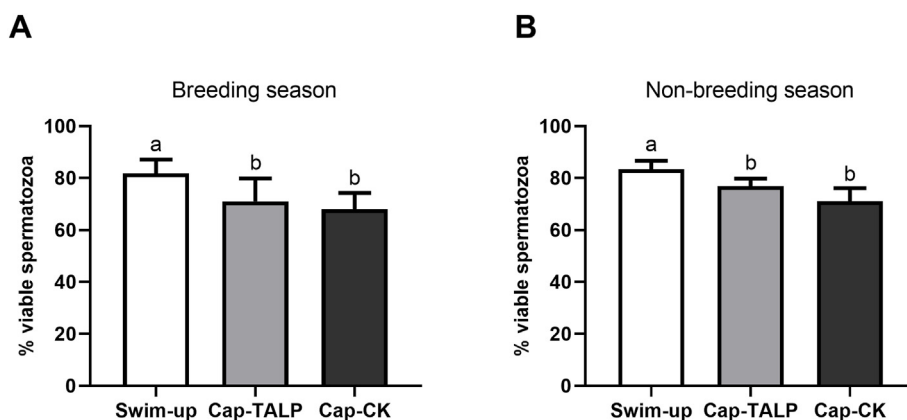 A
Breeding season
% viable spermatozoa
100
80
60
40
20
0
a
b
b
Swim-up Cap-TALP Cap-CK
B
Non-breeding season
% viable spermatozoa
100
80
60
40
20
0
a
b
b
Swim-up Cap-TALP Cap-CK